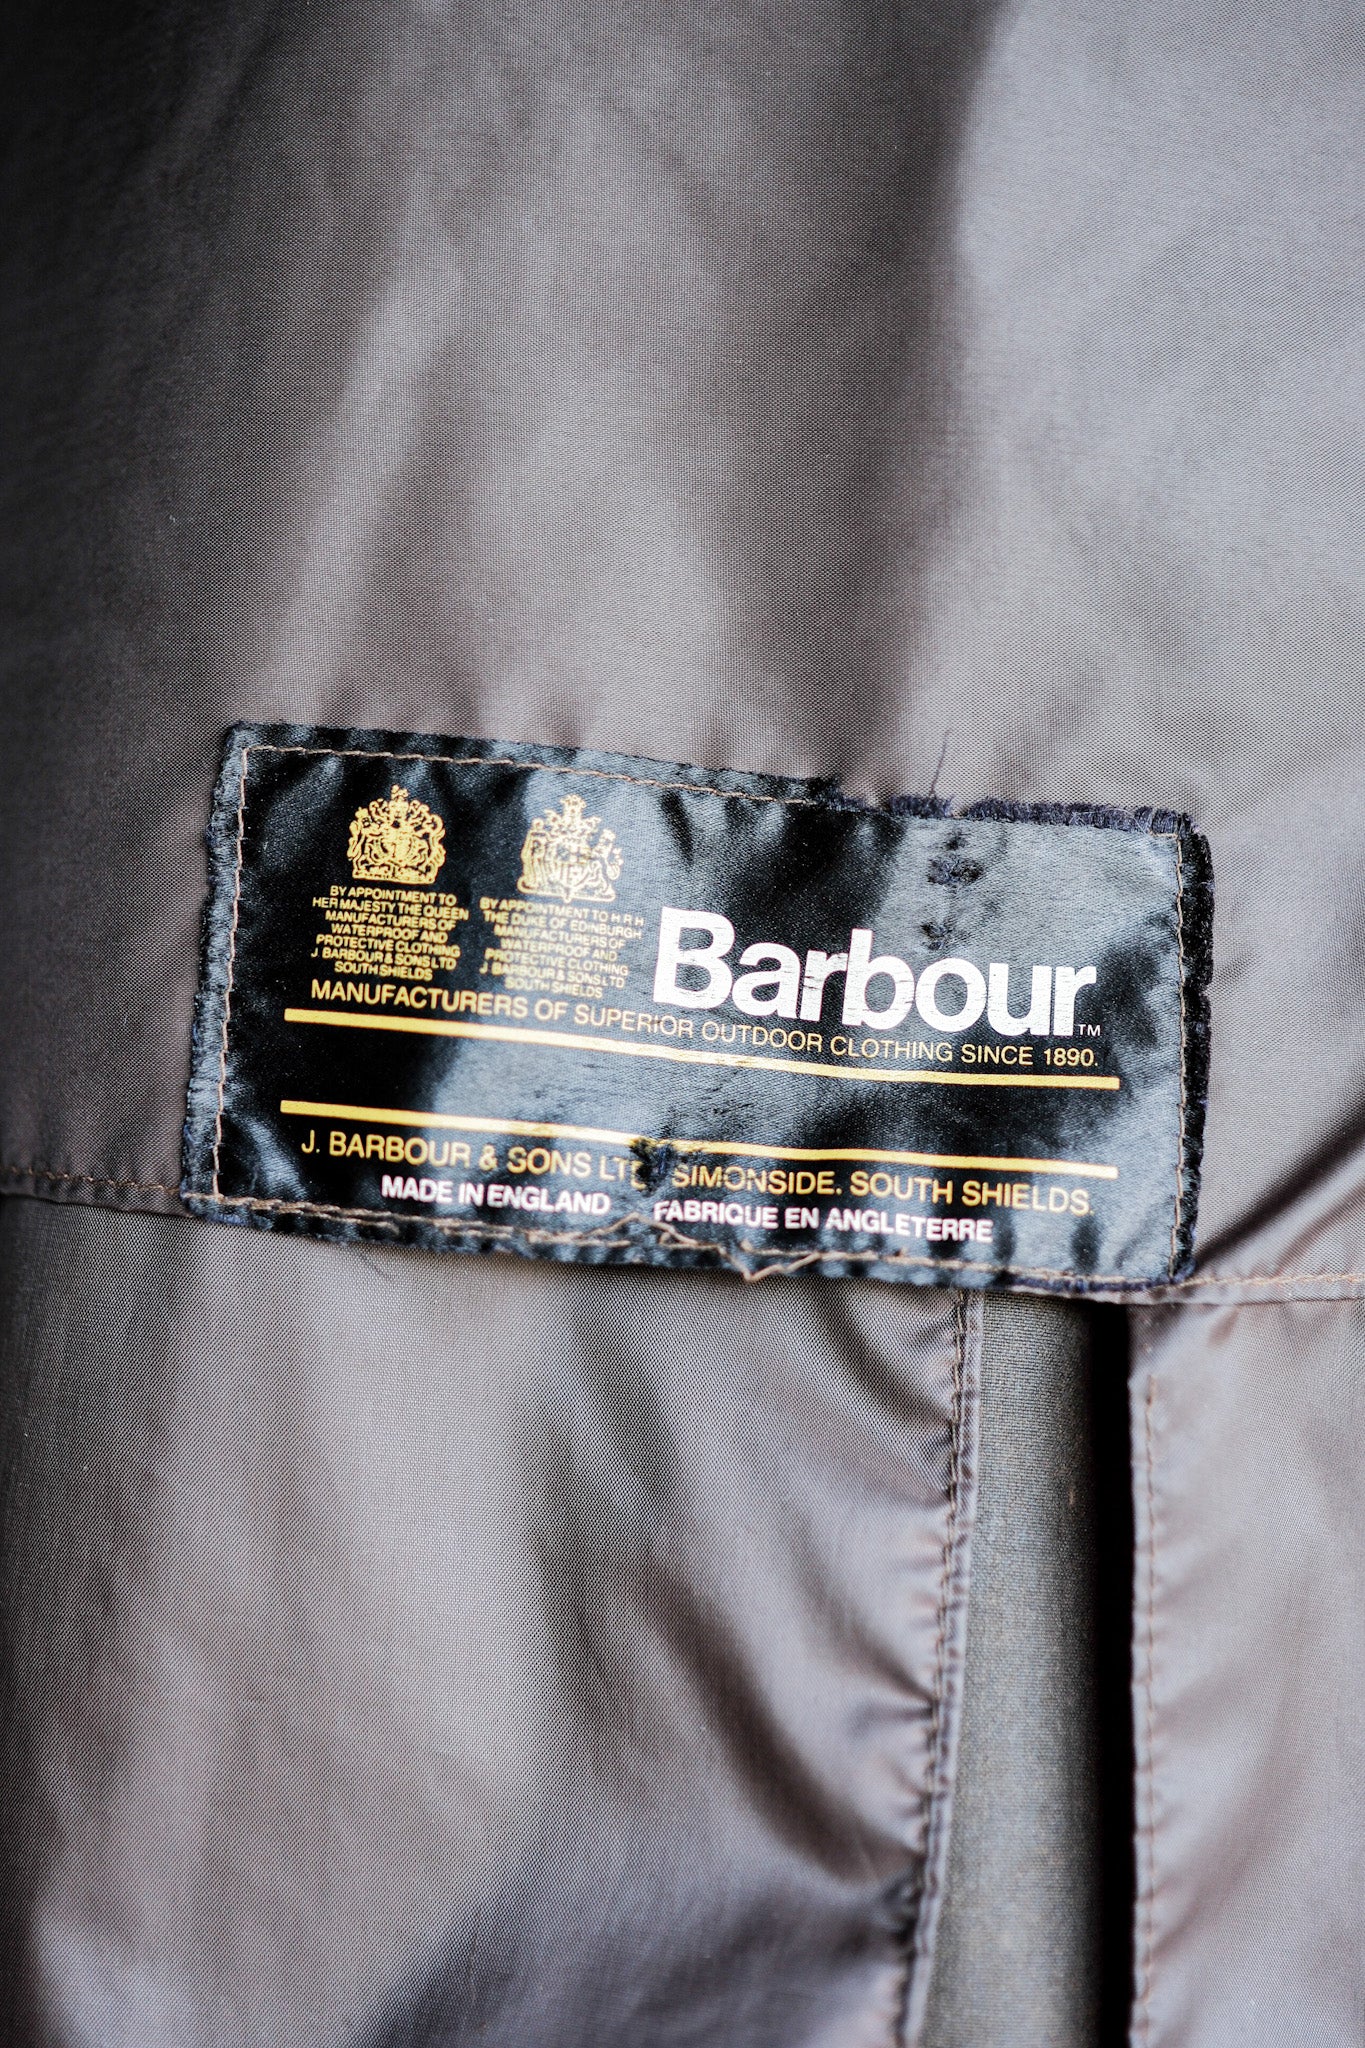 BY APPOINTMENT TO
HER MAJESTY THE QUEEN
MANUFACTURERS OF
WATERPROOF AND
PROTECTIVE CLOTHING
J. BARBOUR & SONS LTD
SOUTH SHIELDS
BY APPOINTMENT TO H R H
THE DUKE OF EDINBURGH
MANUFACTURERS OF
WATERPROOF AND
PROTECTIVE CLOTHING
J. BARBOUR & SONS LTD
SOUTH SHIELDS
Barbour™
MANUFACTURERS OF SUPERIOR OUTDOOR CLOTHING SINCE 1890.
J. BARBOUR & SONS LTD SIMONSIDE. SOUTH SHIELDS.
MADE IN ENGLAND FABRIQUE EN ANGLETERRE